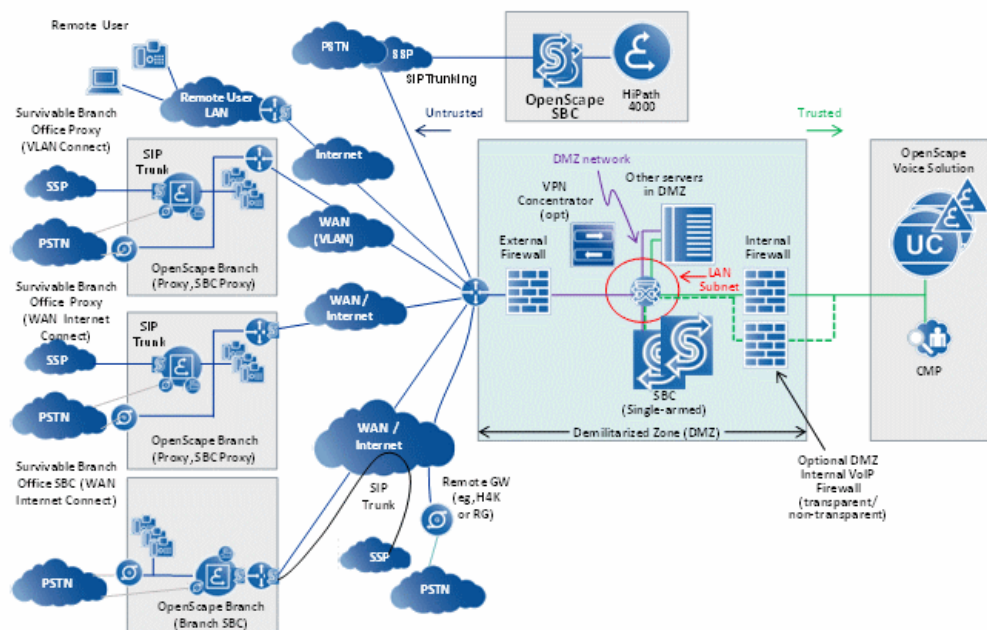 Remote User
Remote User
LAN
PSTN
SSP
SIP Trunking
OpenScape
SBC
HiPath
4000
Untrusted
Trusted
Survivable Branch
Office Proxy
(VLAN Connect)
SIP
Trunk
SSP
PSTN
OpenScape Branch
(Proxy, SBC Proxy)
Internet
WAN
(VLAN)
DMZ network
VPN
Concentrator
(opt)
Other servers
in DMZ
External
Firewall
Internal
Firewall
LAN
Subnet
SBC
(Single-armed)
Demilitarized Zone (DMZ)
OpenScape
Voice Solution
UC
CMP
Survivable Branch
Office Proxy
(WAN Internet
Connect)
SIP
Trunk
SSP
PSTN
OpenScape Branch
(Proxy, SBC Proxy)
WAN/
Internet
Optional DMZ
Internal VoIP
Firewall
(transparent/
non-transparent)
Survivable Branch
Office SBC (WAN
Internet Connect)
PSTN
OpenScape Branch
(Branch SBC)
WAN /
Internet
SIP
Trunk
Remote GW
(eg, H4K
or RG)
SSP
PSTN